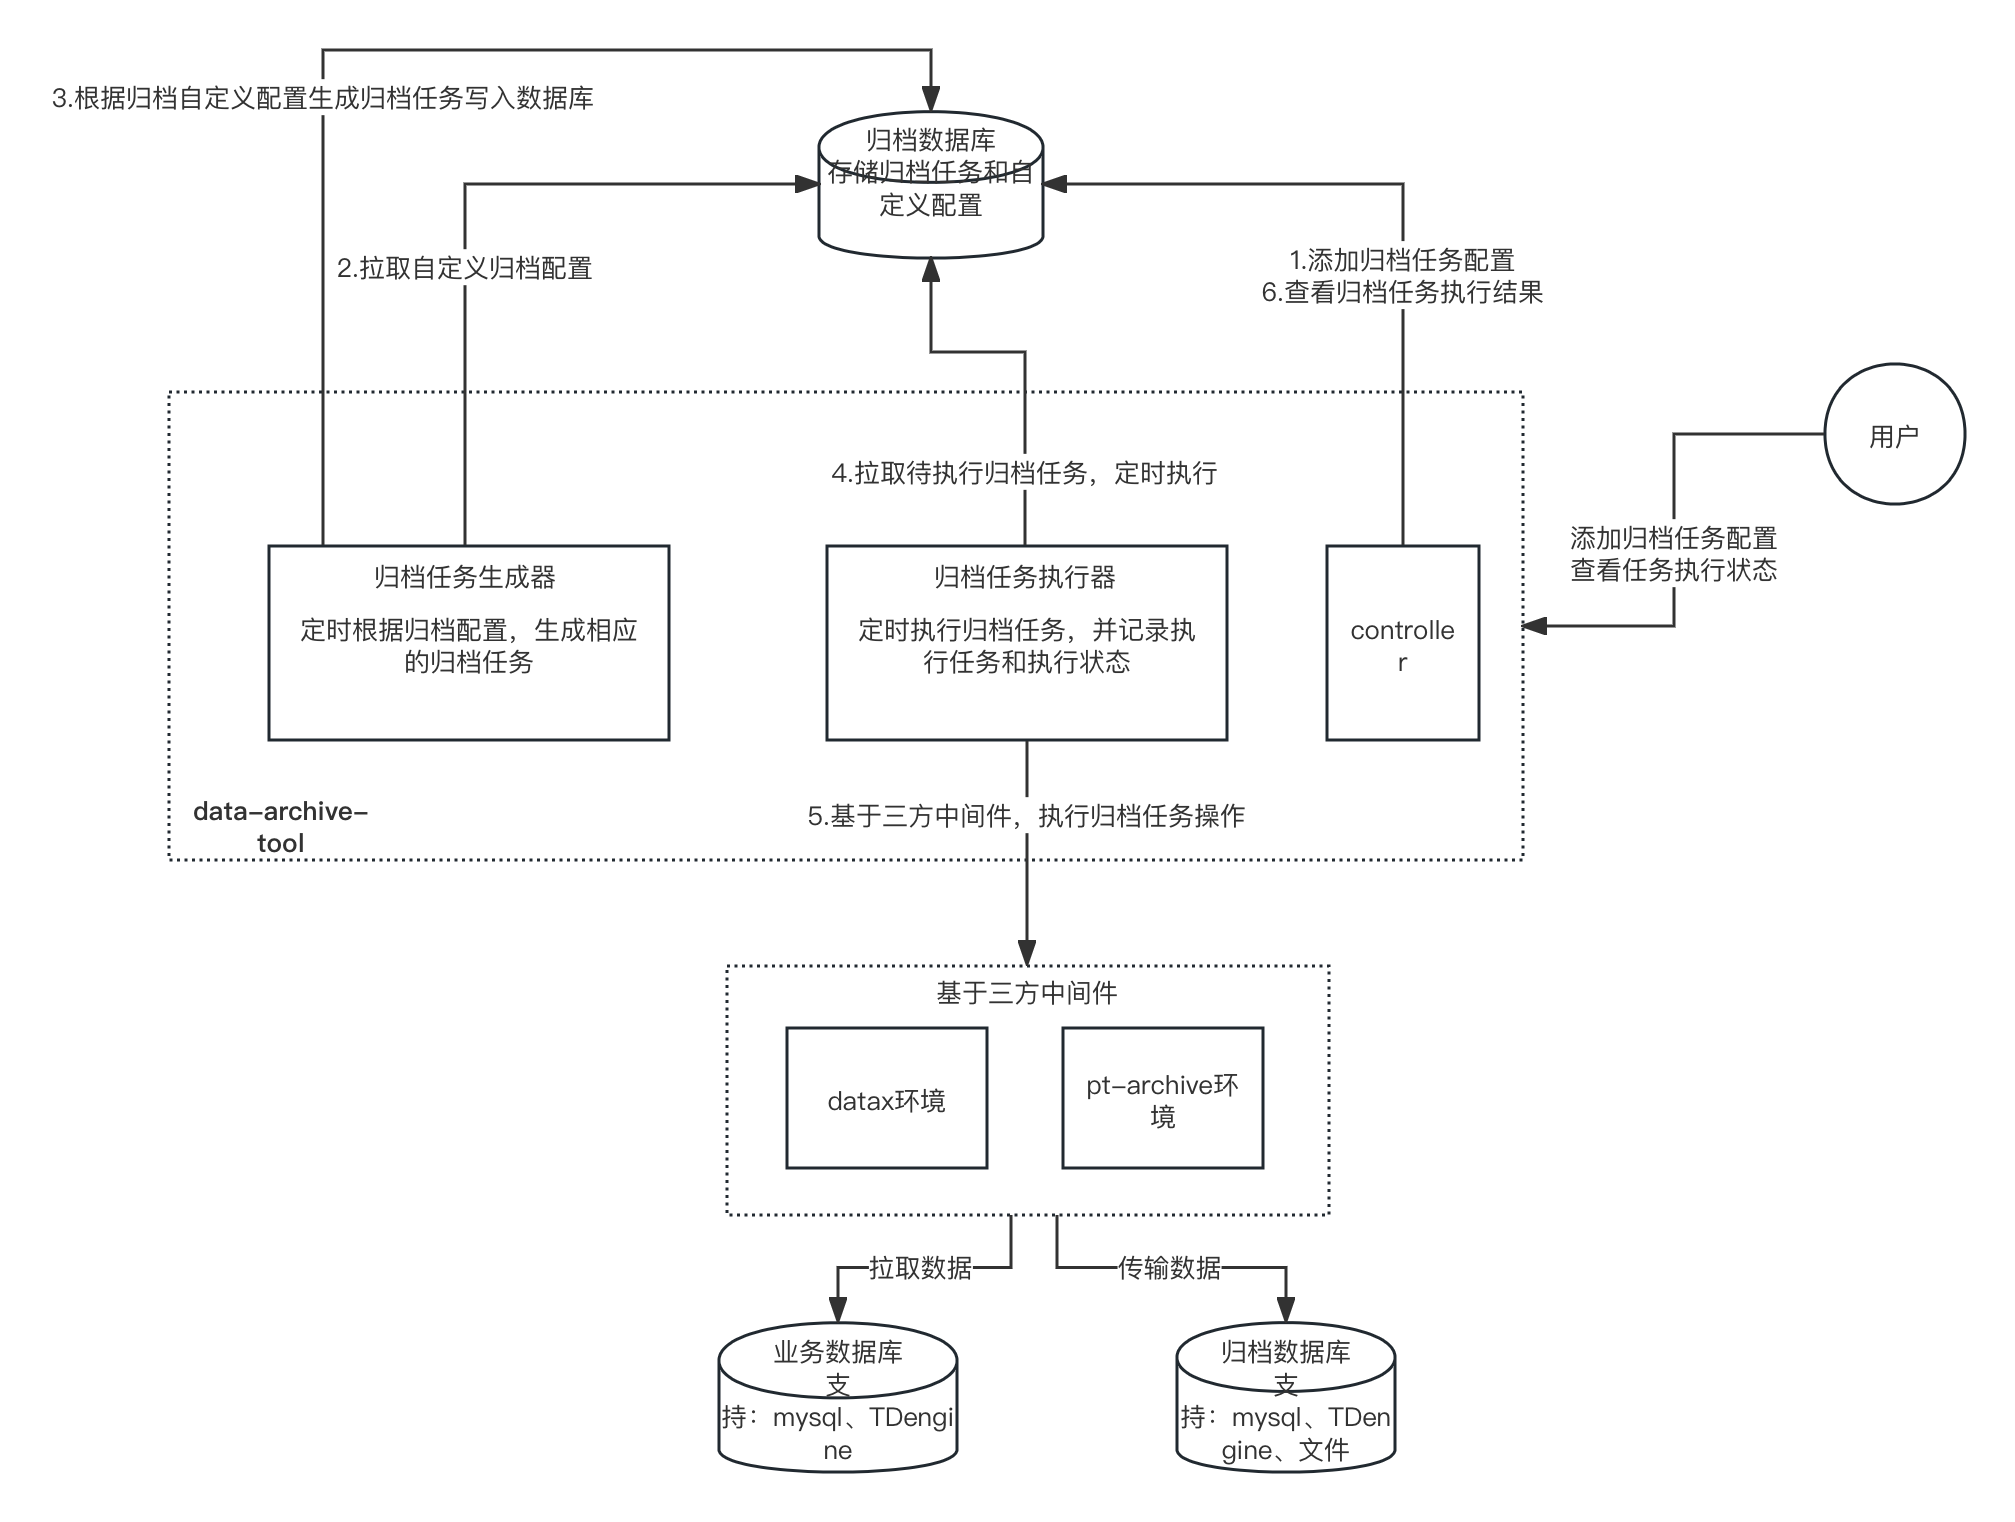 3.根据归档自定义配置生成归档任务写入数据库
归档数据库
存储归档任务和自
定义配置
2.拉取自定义归档配置
1.添加归档任务配置
6.查看归档任务执行结果
用户
4.拉取待执行归档任务，定时执行
添加归档任务配置
查看任务执行状态
归档任务生成器
定时根据归档配置，生成相应
的归档任务
归档任务执行器
定时执行归档任务，并记录执
行任务和执行状态
controlle
r
data-archive-
tool
5.基于三方中间件，执行归档任务操作
基于三方中间件
datax环境
pt-archive环
境
拉取数据
传输数据
业务数据库
支
持：mysql、TDengi
ne
归档数据库
支
持：mysql、TDen
gine、文件